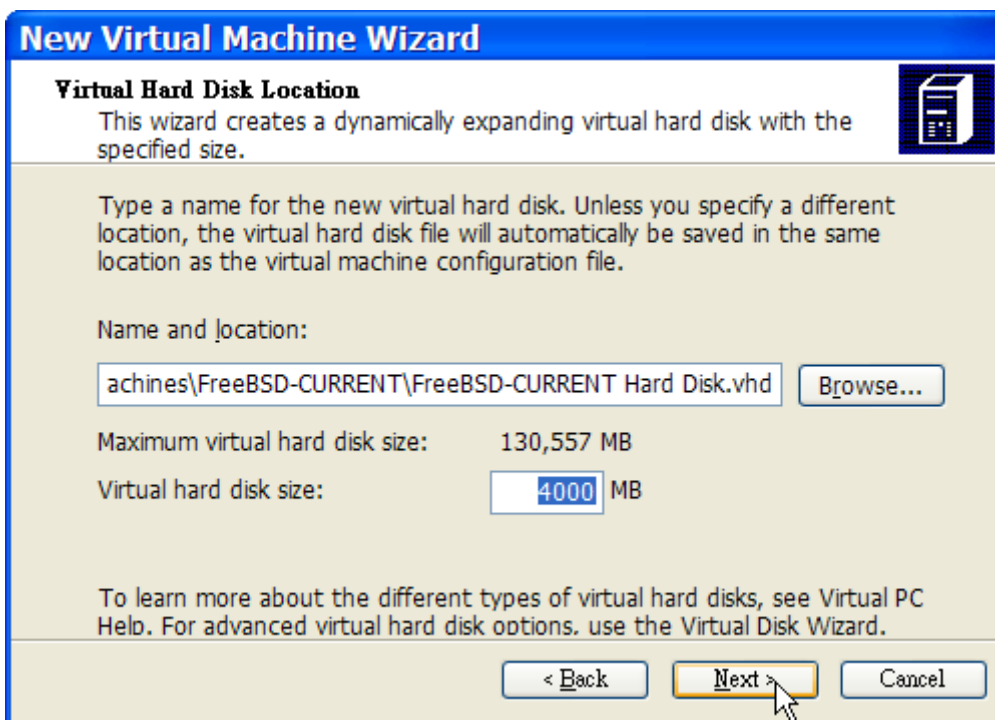 New Virtual Machine Wizard
Virtual Hard Disk Location
This wizard creates a dynamically expanding virtual hard disk with the
specified size.
Type a name for the new virtual hard disk. Unless you specify a different
location, the virtual hard disk file will automatically be saved in the same
location as the virtual machine configuration file.
Name and location:
achines\FreeBSD-CURRENT\FreeBSD-CURRENT Hard Disk.vhd Browse...
Maximum virtual hard disk size: 130,557 MB
Virtual hard disk size: 4000 MB
To learn more about the different types of virtual hard disks, see Virtual PC
Help. For advanced virtual hard disk options, use the Virtual Disk Wizard.
< Back Next > Cancel